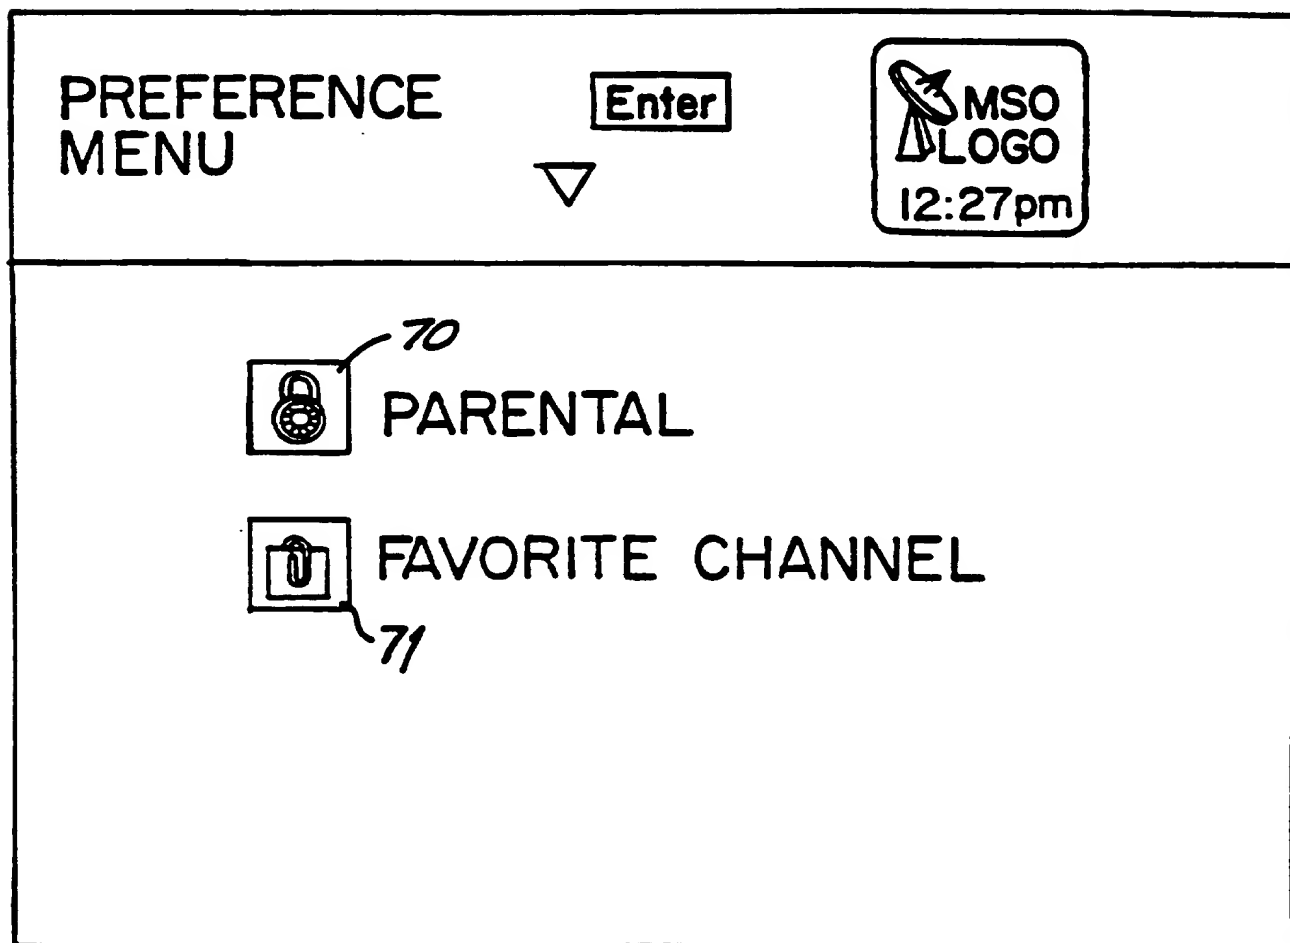 PREFERENCE
MENU
Enter
MSO
LOGO
12:27pm
70
PARENTAL
FAVORITE CHANNEL
71